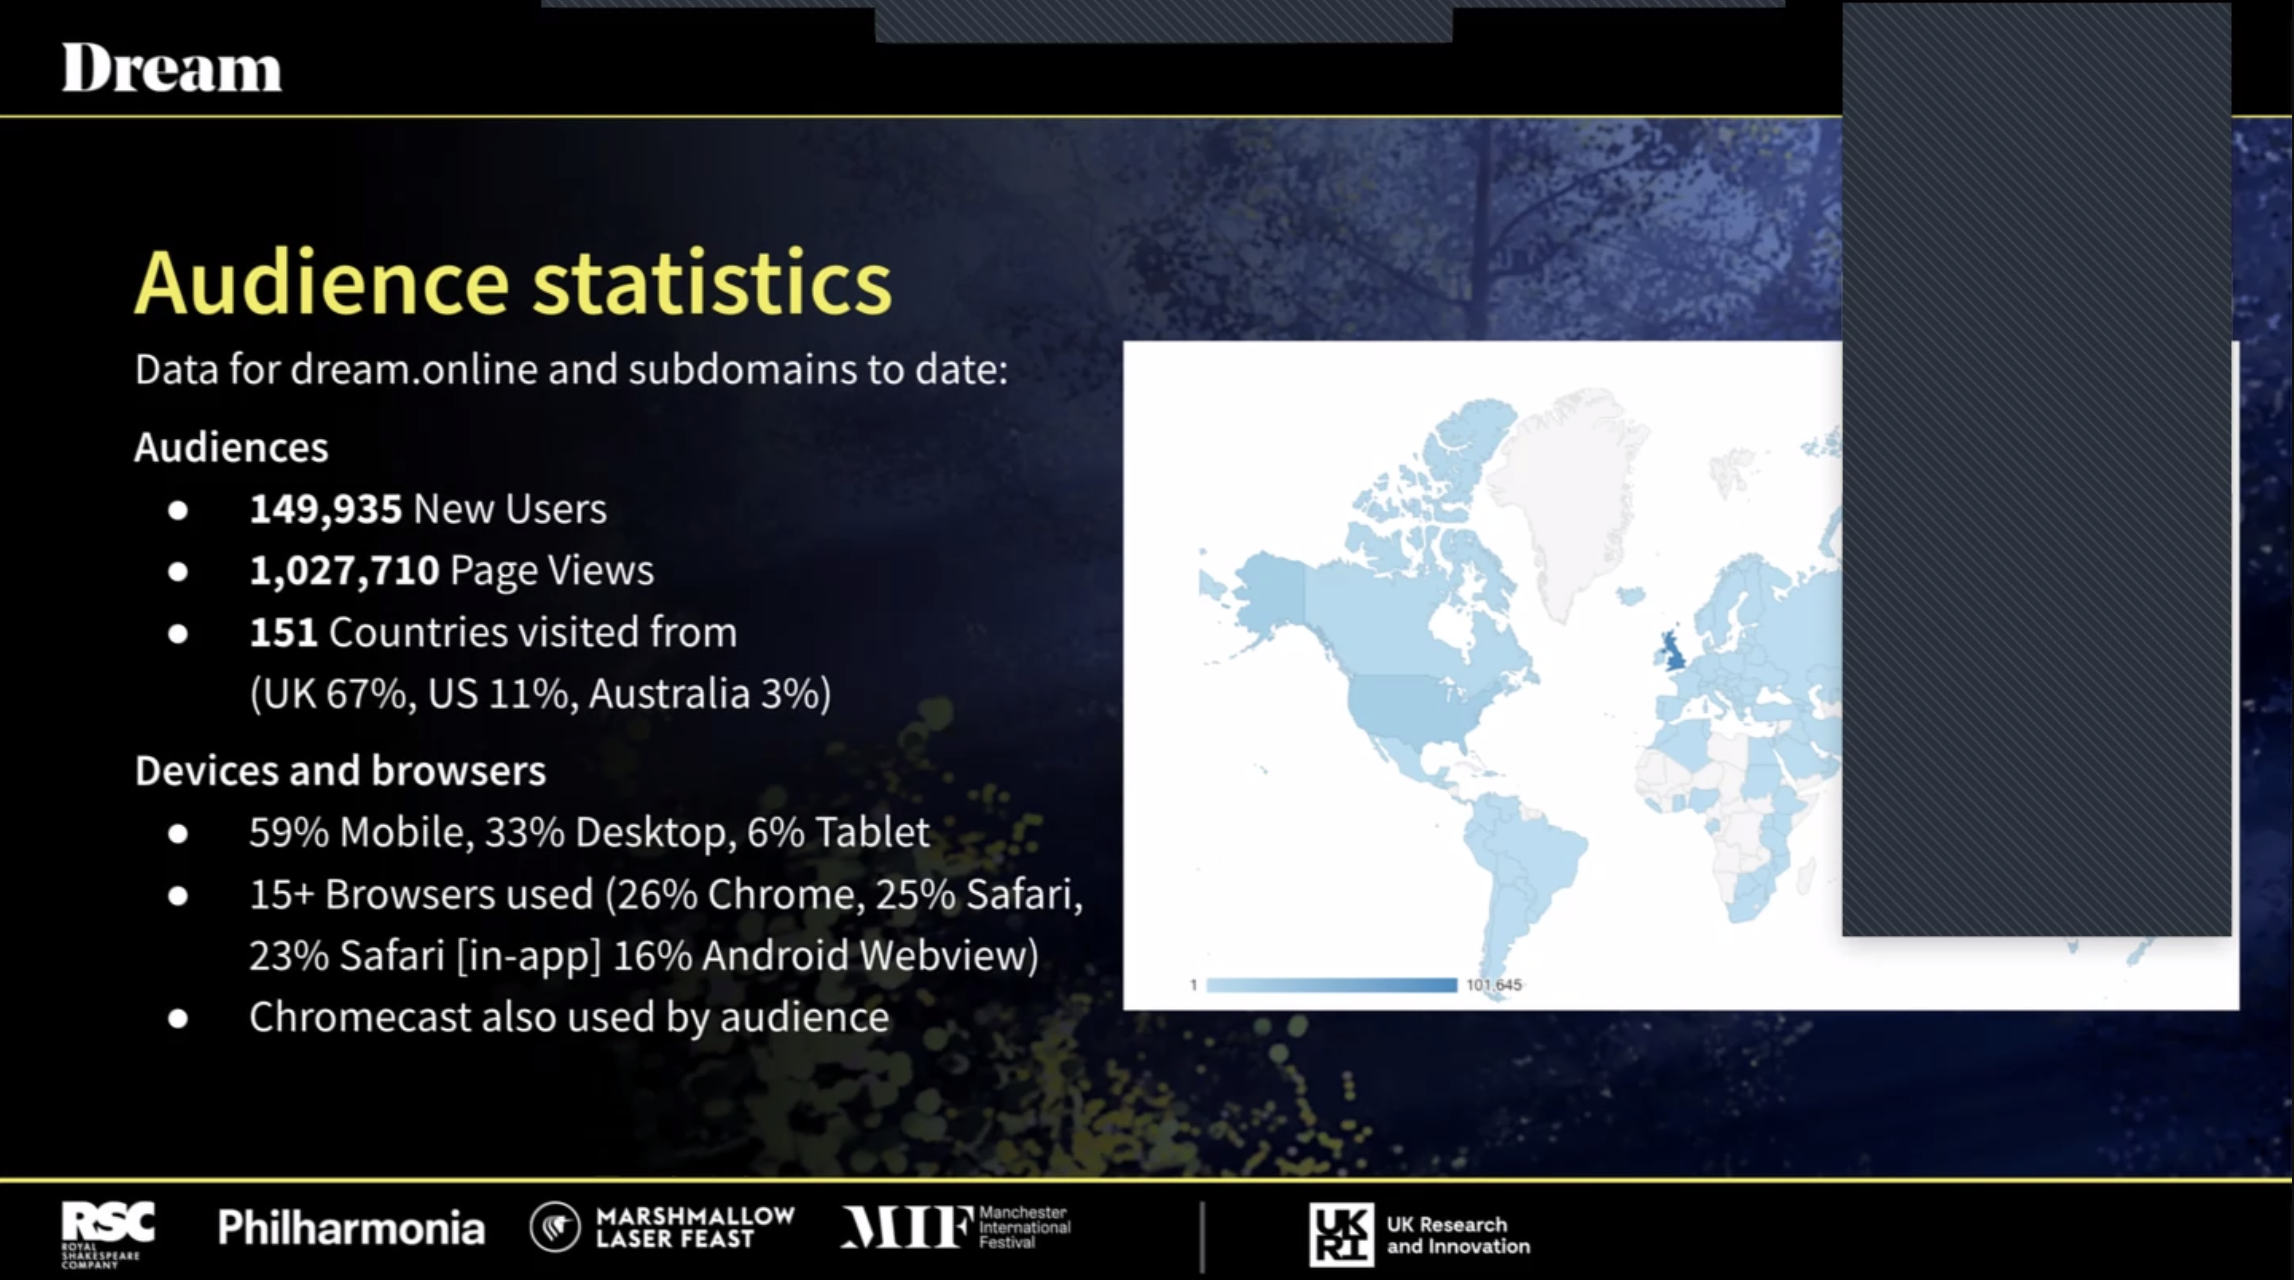 Dream
Audience statistics
Data for dream.online and subdomains to date:
Audiences
● 149,935 New Users
● 1,027,710 Page Views
● 151 Countries visited from
(UK 67%, US 11%, Australia 3%)
Devices and browsers
● 59% Mobile, 33% Desktop, 6% Tablet
● 15+ Browsers used (26% Chrome, 25% Safari,
23% Safari [in-app] 16% Android Webview)
● Chromecast also used by audience
1 101,645
RSC
ROYAL
SHAKESPEARE
COMPANY
Philharmonia
MARSHMALLOW
LASER FEAST
MIF
Manchester
International
Festival
UK
RI
UK Research
and Innovation